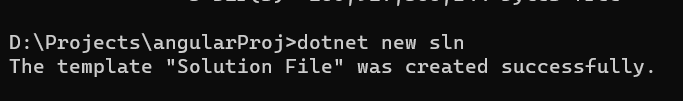 D:\Projects\angularProj>dotnet new sln
The template "Solution File" was created successfully.